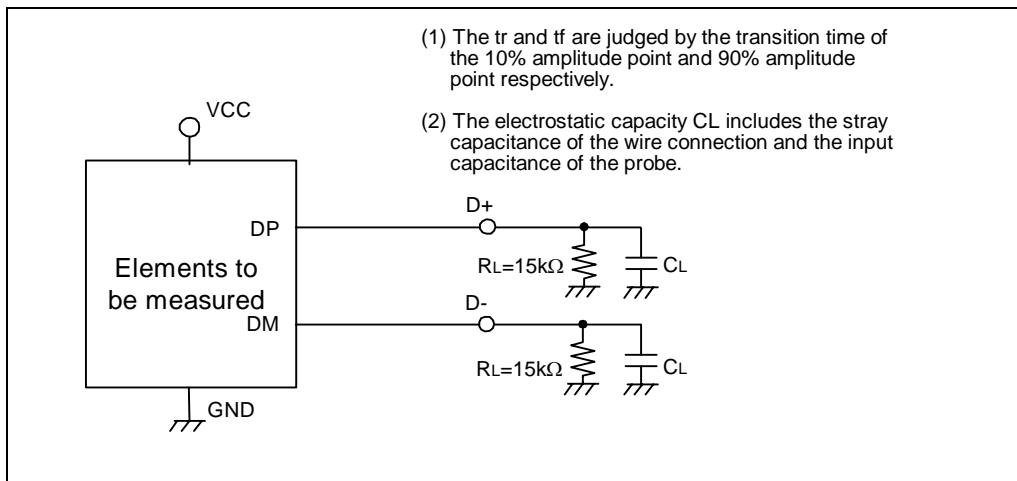 (1) The tr and tf are judged by the transition time of
the 10% amplitude point and 90% amplitude
point respectively.
(2) The electrostatic capacity CL includes the stray
capacitance of the wire connection and the input
capacitance of the probe.
VCC
DP
D+
Elements to
be measured
RL=15kΩ
CL
DM
D-
RL=15kΩ
CL
GND